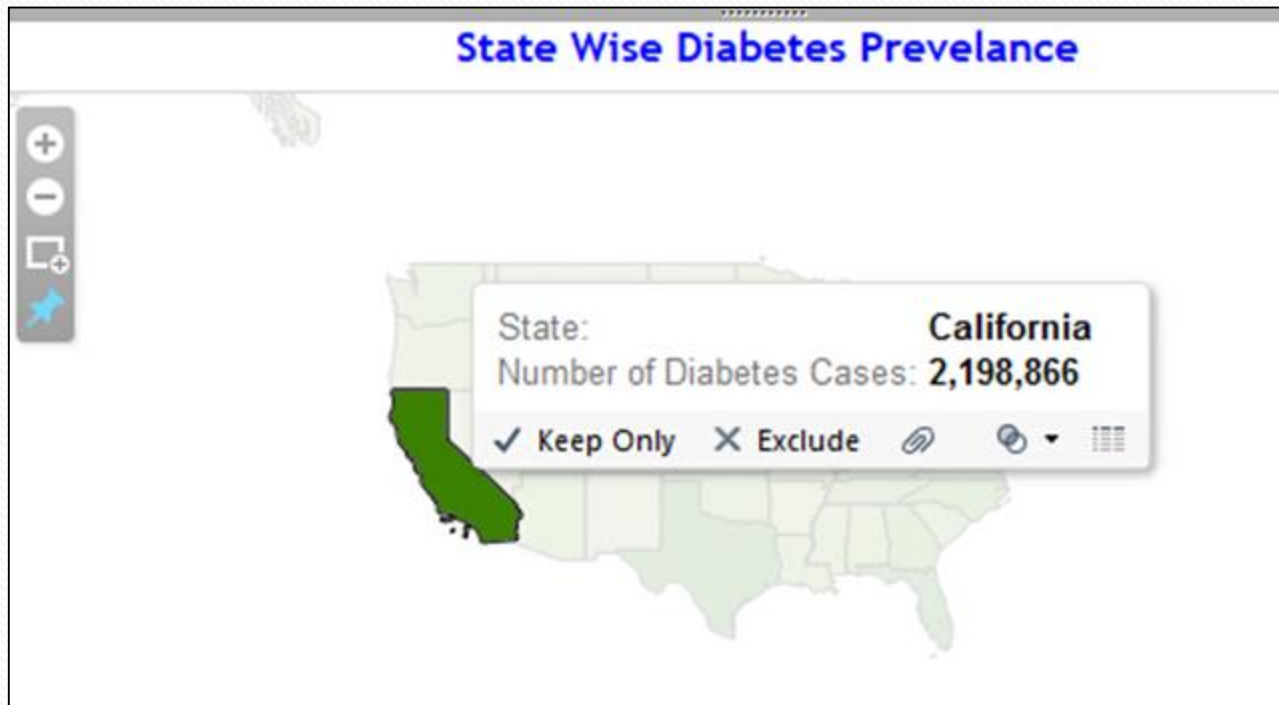 State Wise Diabetes Prevelance
State: California
Number of Diabetes Cases: 2,198,866
Keep Only Exclude